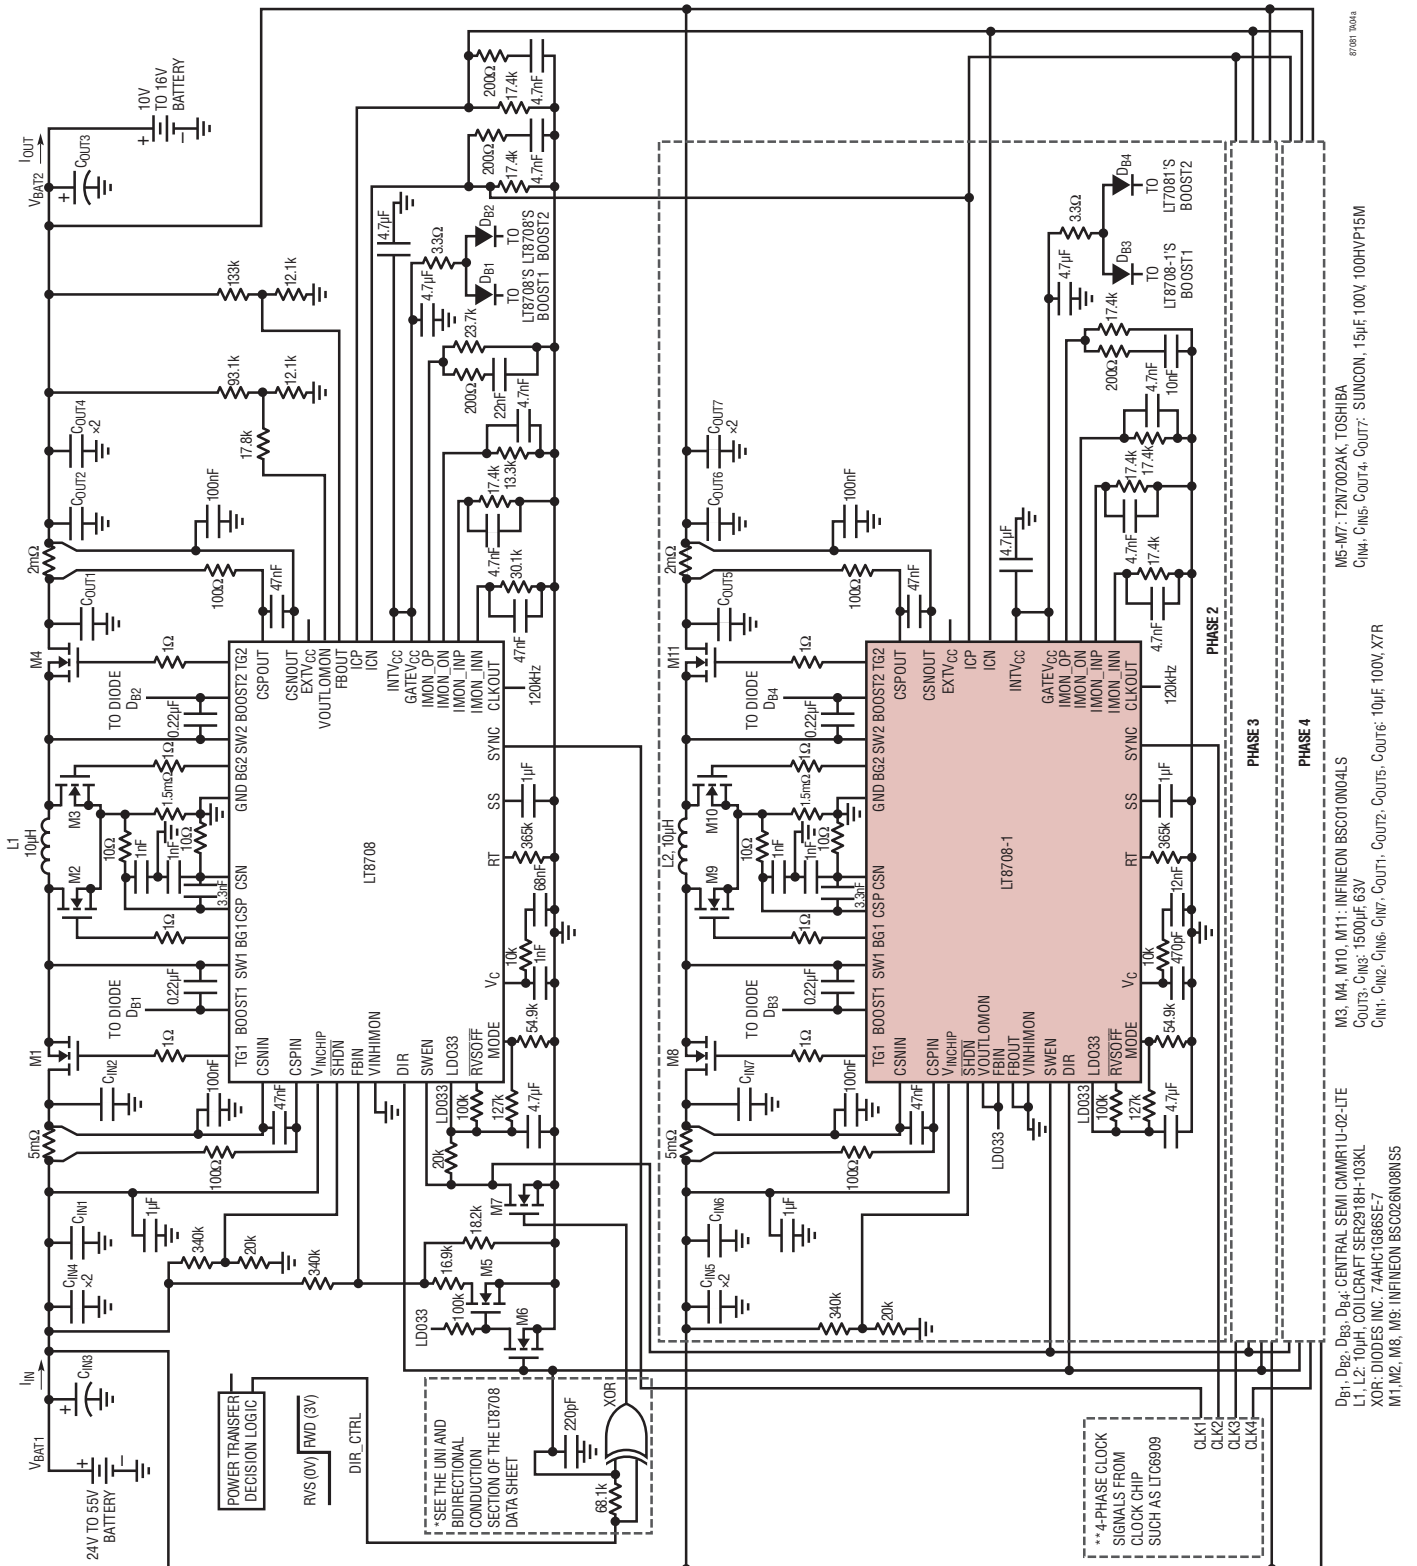 IOUT
VBAT2
+
COUT3
10V
TO 16V
BATTERY
+
−
133k
12.1k
93.1k
12.1k
17.8k
COUT4
×2
COUT2
100nF
2mΩ
COUT1
100Ω
47nF
M4
1Ω
TO DIODE
DB2
0.22µF
1Ω
M3
1.5mΩ
10Ω
1nF
1nF
10Ω
3.3nF
L1
10µH
M2
1Ω
0.22µF
TO DIODE
DB1
1Ω
M1
CIN2
100nF
5mΩ
47nF
100Ω
1µF
CIN1
CIN4
×2
340k
20k
340k
IIN
CIN3
+
VBAT1
24V TO 55V
BATTERY
+
−
200Ω
17.4k
4.7nF
200Ω
17.4k
4.7nF
4.7µF
3.3Ω
DB2
DB1
TO
LT8708'S
BOOST2
TO
LT8708'S
BOOST1
4.7µF
23.7k
200Ω
22nF
4.7nF
17.4k
13.3k
4.7nF
30.1k
47nF
120kHz
TG2
BOOST2
SW2
BG2
GND
CSN
CSP
BG1
SW1
BOOST1
TG1
CSPOUT
CSNOUT
EXTVCC
VOUTLOMON
FBOUT
ICP
ICN
INTVCC
GATEVCC
IMON_OP
IMON_ON
IMON_INP
IMON_INN
CLKOUT
SYNC
SS
RT
VC
MODE
RVSOFF
LDO33
SWEN
DIR
VINHIMON
FBIN
SHDN
VINCHIP
CSPIN
CSNIN
LT8708
1µF
365k
68nF
10k
1nF
54.9k
LD033
100k
127k
4.7µF
20k
M7
18.2k
16.9k
M5
100k
LD033
M6
POWER TRANSFER
DECISION LOGIC
RVS (0V)
FWD (3V)
DIR_CTRL
*SEE THE UNI AND
BIDIRECTIONAL
CONDUCTION
SECTION OF THE LT8708
DATA SHEET
220pF
XOR
68.1k
COUT7
×2
COUT6
100nF
2mΩ
COUT5
100Ω
47nF
M11
1Ω
TO DIODE
DB4
0.22µF
1Ω
M10
1.5mΩ
10Ω
1nF
1nF
10Ω
3.3nF
L2, 10µH
M9
1Ω
0.22µF
TO DIODE
DB3
1Ω
M8
CIN7
100nF
5mΩ
47nF
100Ω
1µF
CIN6
CIN5
×2
340k
20k
3.3Ω
DB4
DB3
TO
LT7081'S
BOOST2
TO
LT8708-1'S
BOOST1
4.7µF
4.7µF
17.4k
200Ω
10nF
4.7nF
17.4k
17.4k
4.7nF
17.4k
4.7nF
120kHz
TG2
BOOST2
SW2
BG2
GND
CSN
CSP
BG1
SW1
BOOST1
TG1
CSPOUT
CSNOUT
EXTVCC
ICP
ICN
INTVCC
GATEVCC
IMON_OP
IMON_ON
IMON_INP
IMON_INN
CLKOUT
SYNC
SS
RT
VC
MODE
RVSOFF
LDO33
DIR
SWEN
VINHIMON
FBOUT
FBIN
VOUTLOMON
SHDN
VINCHIP
CSPIN
CSNIN
LT8708-1
LD033
LD033
100k
127k
4.7µF
54.9k
10k
470pF
12nF
365k
1µF
PHASE 2
PHASE 3
PHASE 4
**4-PHASE CLOCK
SIGNALS FROM
CLOCK CHIP
SUCH AS LTC6909
CLK1
CLK2
CLK3
CLK4
DB1, DB2, DB3, DB4: CENTRAL SEMI CMMR1U-02-LTE
L1, L2: 10µH, COILCRAFT SER2918H-103KL
XOR: DIODES INC. 74AHC1G86SE-7
M1,M2, M8, M9: INFINEON BSC026N08NS5
M3, M4, M10, M11: INFINEON BSC010N04LS
COUT3, CIN3: 1500µF, 63V
CIN1, CIN2, CIN6, CIN7, COUT1, COUT2, COUT5, COUT6: 10µF, 100V, X7R
M5-M7: T2N7002AK, TOSHIBA
CIN4, CIN5, COUT4, COUT7: SUNCON, 15µF, 100V, 100HVP15M
87081 TA04a